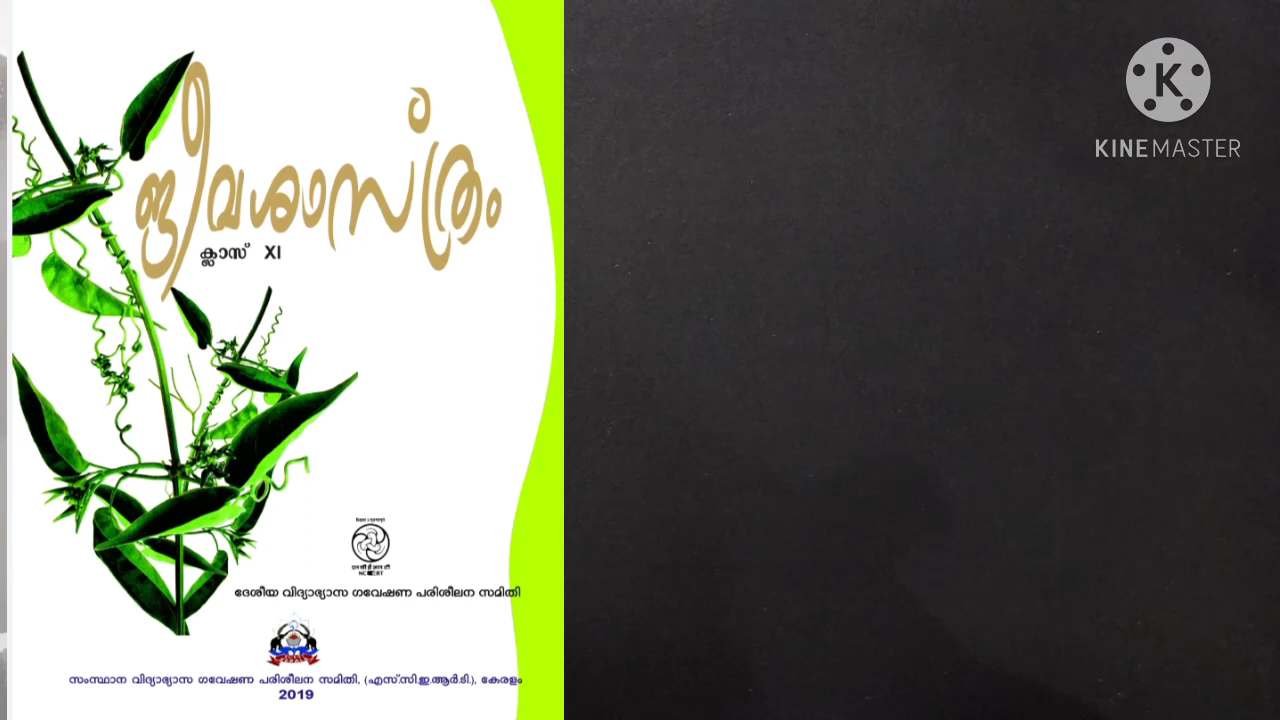 ജീവശാസ്ത്രം
ക്ലാസ് XI
ദേശീയ വിദ്യാഭ്യാസ ഗവേഷണ പരിശീലന സമിതി
സംസ്ഥാന വിദ്യാഭ്യാസ ഗവേഷണ പരിശീലന സമിതി, (എസ്.സി.ഇ.ആർ.ടി.), കേരളം
2019
K
KINEMASTER